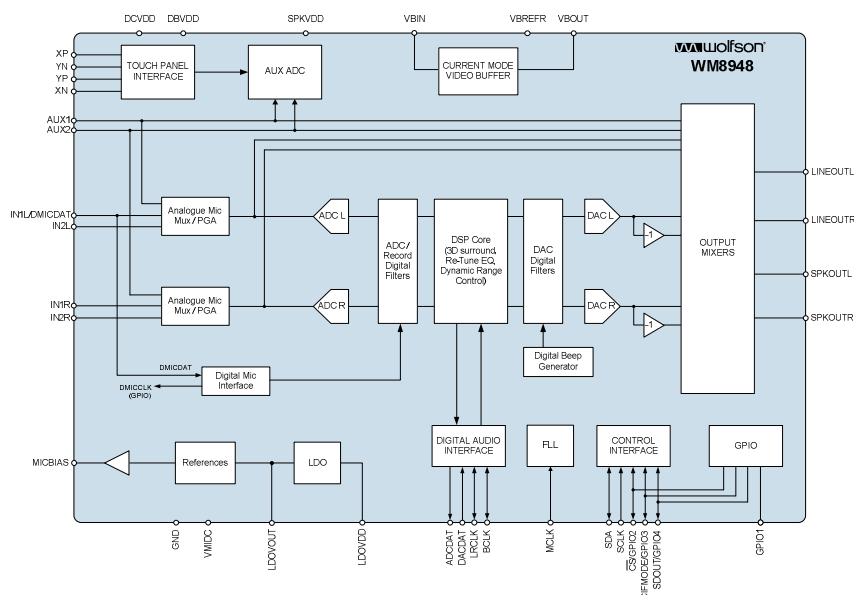 DCVDD DBVDD SPKVDD VBIN VBREFR VBOUT
wolfson
WM8948
XP
YN
YP
XN
TOUCH PANEL
INTERFACE
AUX ADC
CURRENT MODE
VIDEO BUFFER
AUX1
AUX2
IN1L/DMICDAT
IN2L
Analogue Mic
Mux / PGA
ADC L
ADC /
Record
Digital
Filters
DSP Core
(3D surround,
Re-Tune EQ,
Dynamic Range
Control)
DAC
Digital
Filters
DAC L
-1
OUTPUT
MIXERS
LINEOUTL
LINEOUTR
SPKOUTL
SPKOUTR
IN1R
IN2R
Analogue Mic
Mux / PGA
ADC R
DAC R
-1
Digital Beep
Generator
DMICDAT
DMICCLK
(GPIO)
Digital Mic
Interface
MICBIAS
References
LDO
DIGITAL AUDIO
INTERFACE
FLL
CONTROL
INTERFACE
GPIO
GND
VMIDC
LDOVOUT
LDOVDD
ADCDAT
DACDAT
LRCLK
BCLK
MCLK
SDA
SCLK
CS/GPIO2
CIFMODE/GPIO3
SDOUT/GPIO4
GPIO1